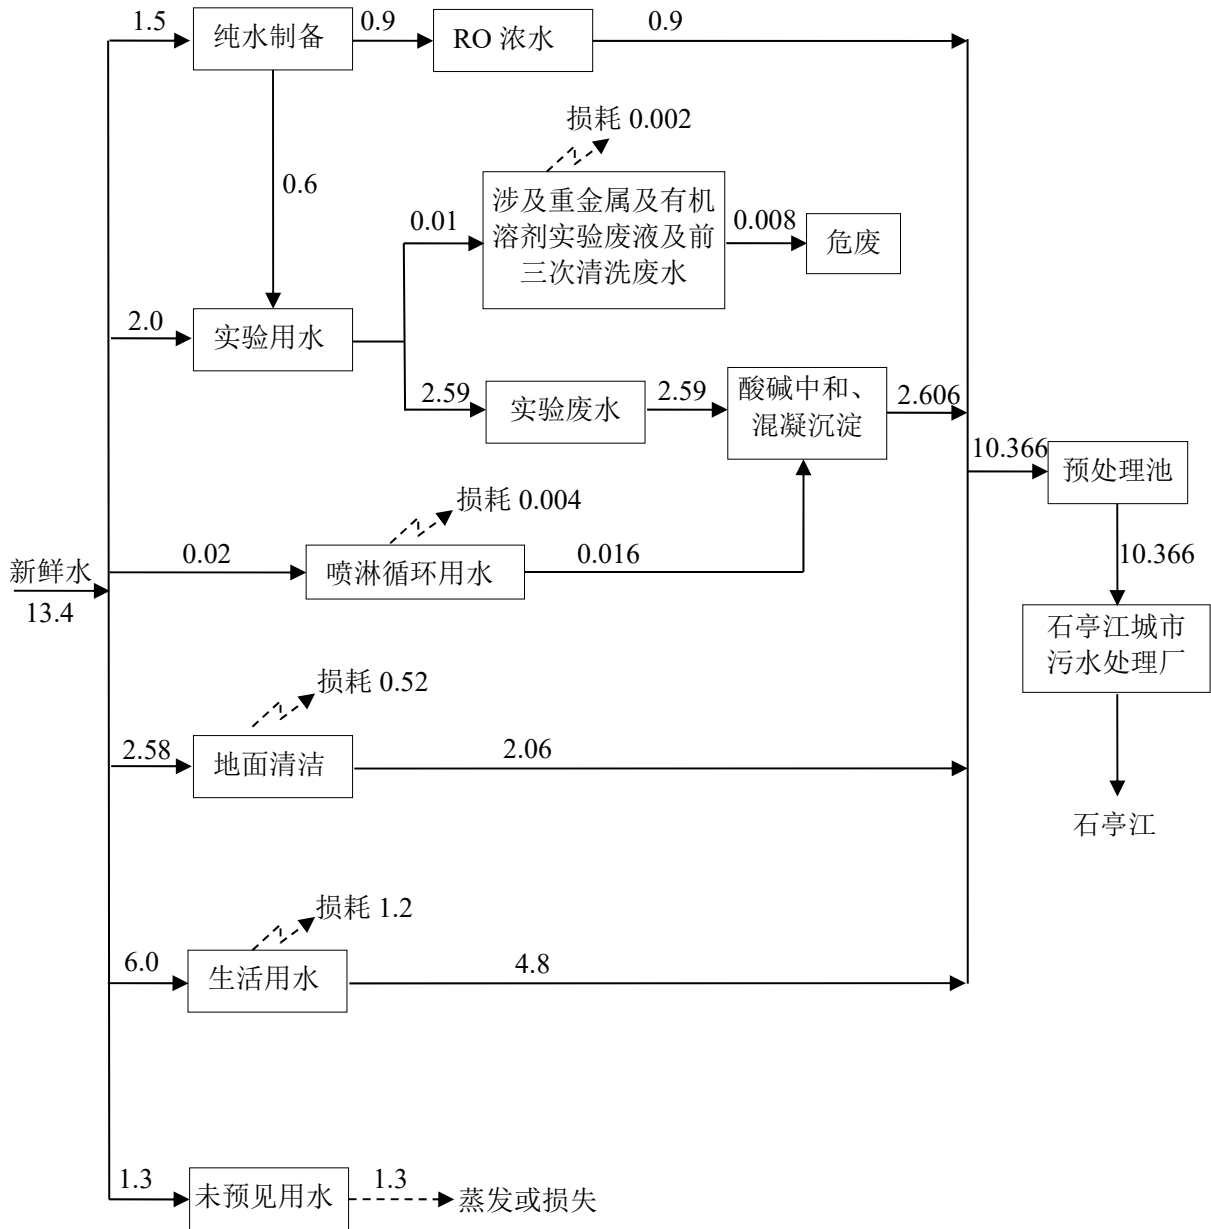 1.5
纯水制备
0.9
RO 浓水
0.9
损耗 0.002
0.6
0.01
涉及重金属及有机
溶剂实验废液及前
三次清洗废水
0.008
危废
2.0
实验用水
2.59
实验废水
2.59
酸碱中和、
混凝沉淀
2.606
10.366
预处理池
损耗 0.004
0.02
喷淋循环用水
0.016
10.366
新鲜水
13.4
石亭江城市
污水处理厂
损耗 0.52
2.58
地面清洁
2.06
石亭江
损耗 1.2
6.0
生活用水
4.8
1.3
未预见用水
1.3
蒸发或损失